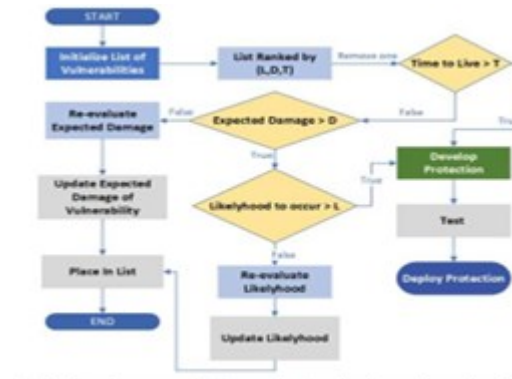 START
Initialize List of
Vulnerabilities
List Ranked by
(L,D,T)
Remove one
Time to Live > T
False
Expected Damage > D
False
Re-evaluate
Expected Damage
True
True
Develop
Protection
Update Expected
Damage of
Vulnerability
Likelyhood to occur > L
True
Test
False
Place In List
Re-evaluate
Likelyhood
Deploy Protection
END
Update Likelyhood